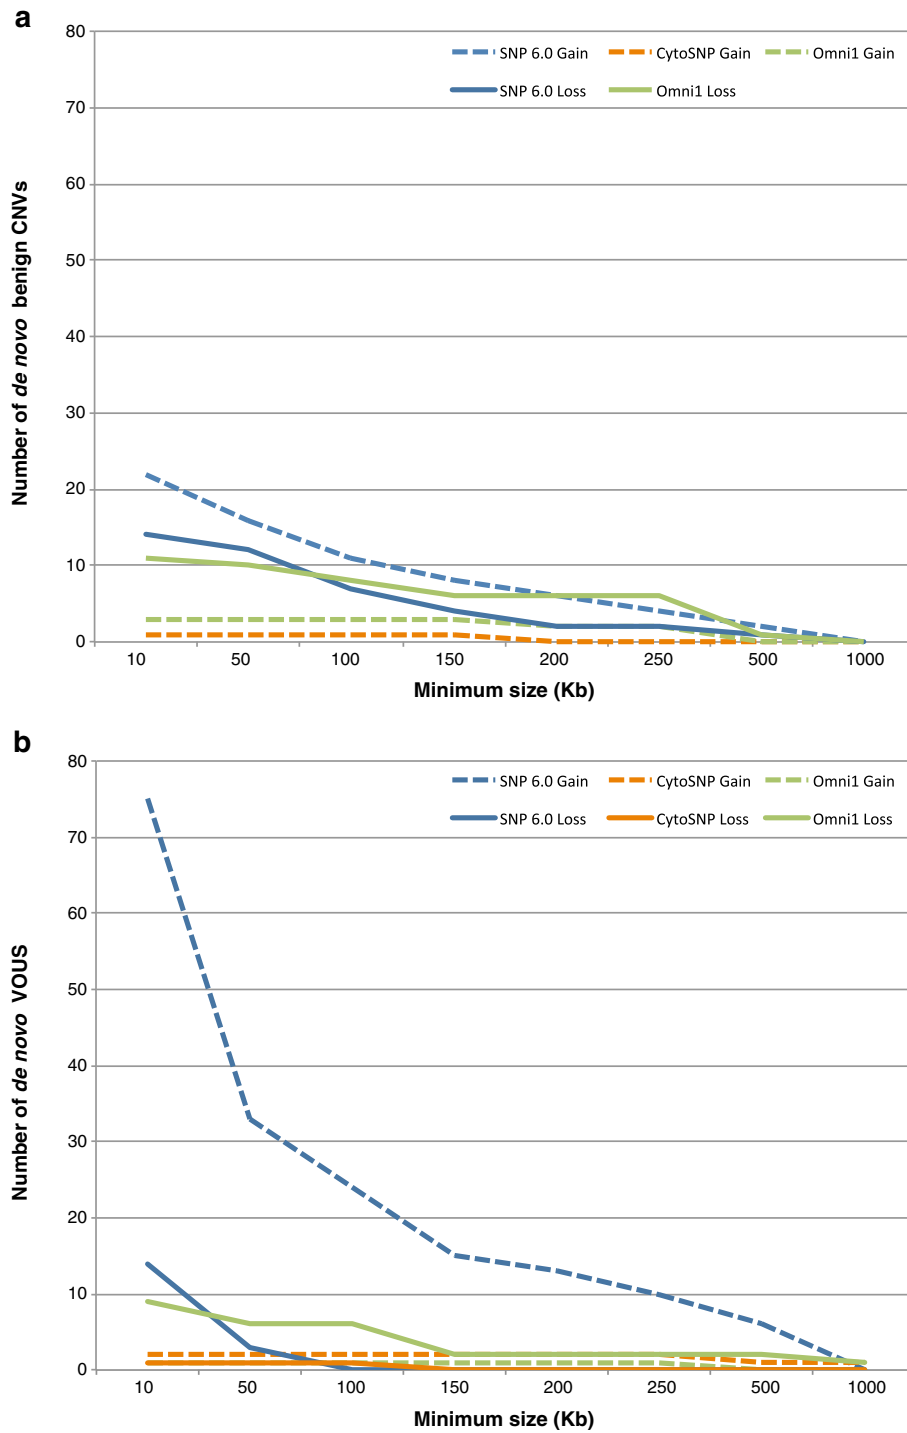 a
80
70
60
50
40
30
20
10
0
Number of de novo benign CNVs
SNP 6.0 Gain CytoSNP Gain Omni1 Gain
SNP 6.0 Loss Omni1 Loss
10 50 100 150 200 250 500 1000
Minimum size (Kb)
b
80
70
60
50
40
30
20
10
0
Number of de novo VOUS
SNP 6.0 Gain CytoSNP Gain Omni1 Gain
SNP 6.0 Loss CytoSNP Loss Omni1 Loss
10 50 100 150 200 250 500 1000
Minimum size (Kb)